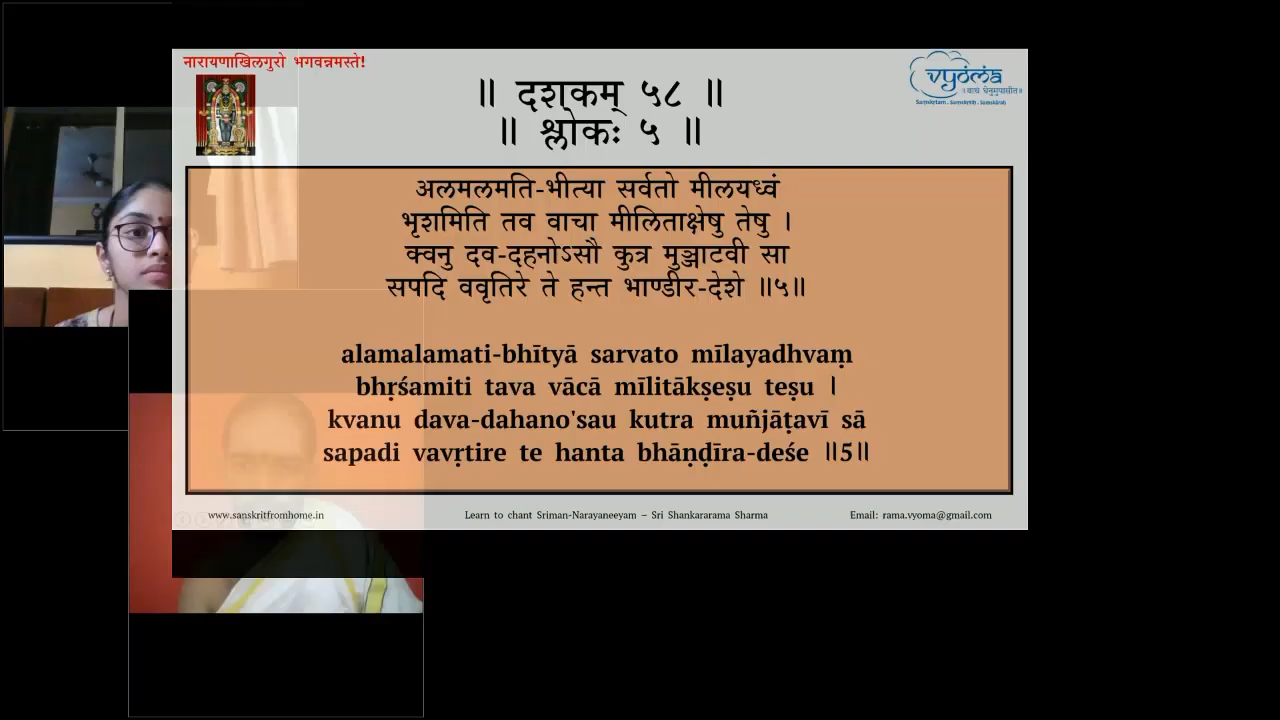 नारायणाखिलगुरो भगवन्नमस्ते!
vyoma
। वाचं धेनुमुपासीत॥
Samskrtam . Samskrtih . Samskarah
॥ दशकम् ५८ ॥
॥ श्लोकः ५ ॥
अलमलमति-भीत्या सर्वतो मीलयध्वं
भृशमिति तव वाचा मीलिताक्षेषु तेषु ।
क्वनु दव-दहनोऽसौ कुत्र मुञ्जाटवी सा
सपदि ववृतिरे ते हन्त भाण्डीर-देशे ॥५॥
alamalamati-bhītyā sarvato mīlayadhvaṃ
bhṛśamiti tava vācā mīlitākṣeṣu teṣu ।
kvanu dava-dahano'sau kutra muñjāṭavī sā
sapadi vavṛtire te hanta bhāṇḍīra-deśe ॥5॥
www.sanskritfromhome.in
Learn to chant Sriman-Narayaneeyam – Sri Shankararama Sharma
Email: rama.vyoma@gmail.com